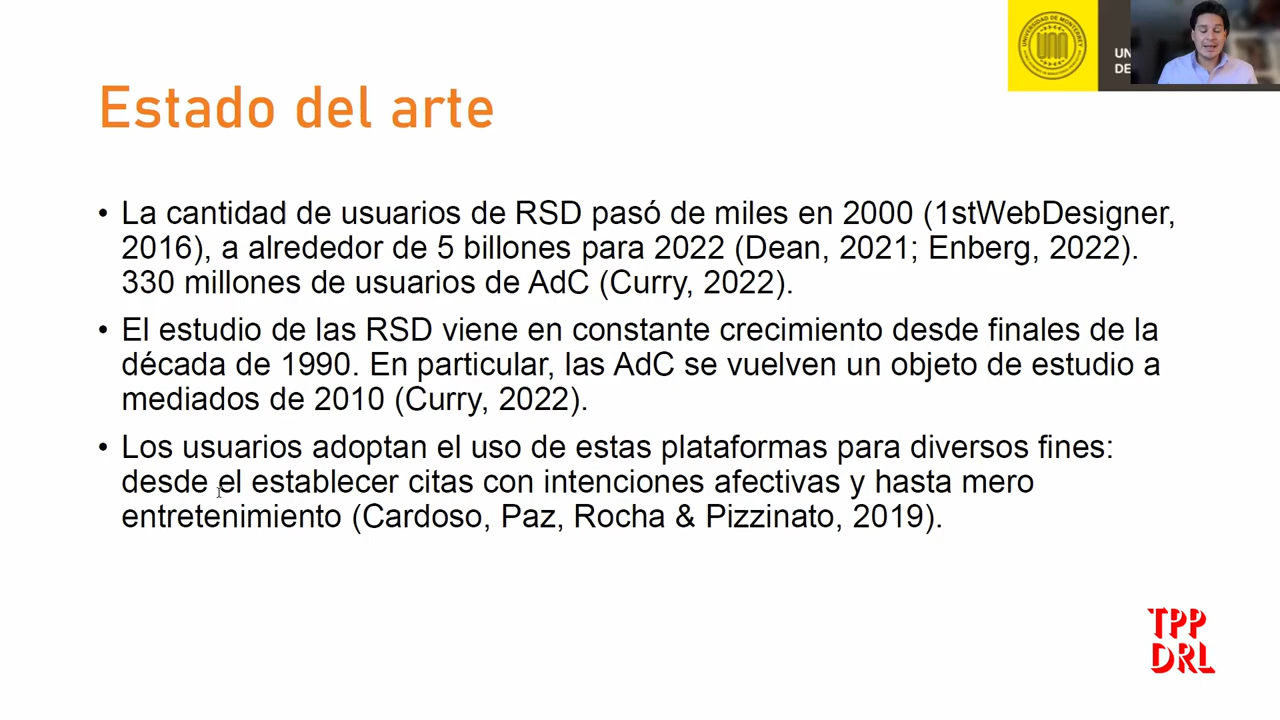 UN
DE
Estado del arte
• La cantidad de usuarios de RSD pasó de miles en 2000 (1stWebDesigner,
2016), a alrededor de 5 billones para 2022 (Dean, 2021; Enberg, 2022).
330 millones de usuarios de AdC (Curry, 2022).
• El estudio de las RSD viene en constante crecimiento desde finales de la
década de 1990. En particular, las AdC se vuelven un objeto de estudio a
mediados de 2010 (Curry, 2022).
• Los usuarios adoptan el uso de estas plataformas para diversos fines:
desde el establecer citas con intenciones afectivas y hasta mero
entretenimiento (Cardoso, Paz, Rocha & Pizzinato, 2019).
TPP
DRL